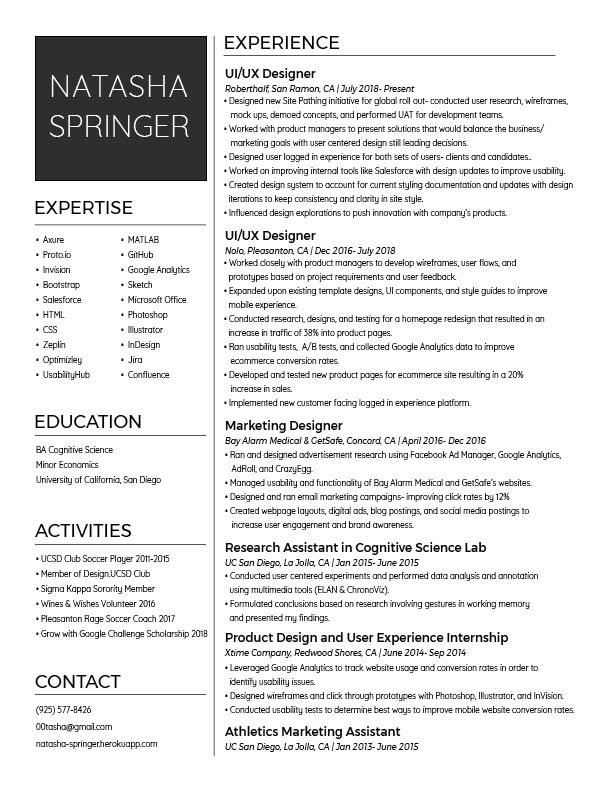 NATASHA
SPRINGER
EXPERTISE
• Axure
• Proto.io
• Invision
• Bootstrap
• Salesforce
• HTML
• CSS
• Zeplin
• Optimizley
• UsabilityHub
• MATLAB
• GitHub
• Google Analytics
• Sketch
• Microsoft Office
• Photoshop
• Illustrator
• InDesign
• Jira
• Confluence
EDUCATION
BA Cognitive Science
Minor Economics
University of California, San Diego
ACTIVITIES
• UCSD Club Soccer Player 2011-2015
• Member of Design.UCSD Club
• Sigma Kappa Sorority Member
• Wines & Wishes Volunteer 2016
• Pleasanton Rage Soccer Coach 2017
• Grow with Google Challenge Scholarship 2018
CONTACT
(925) 577-8426
00tasha@gmail.com
natasha-springer.herokuapp.com
EXPERIENCE
UI/UX Designer
Roberthalf, San Ramon, CA | July 2018- Present
• Designed new Site Pathing initiative for global roll out- conducted user research, wireframes,
mock ups, demoed concepts, and performed UAT for development teams.
• Worked with product managers to present solutions that would balance the business/
marketing goals with user centered design still leading decisions.
• Designed user logged in experience for both sets of users- clients and candidates..
• Worked on improving internal tools like Salesforce with design updates to improve usability.
• Created design system to account for current styling documentation and updates with design
iterations to keep consistency and clarity in site style.
• Influenced design explorations to push innovation with company's products.
UI/UX Designer
Nolo, Pleasanton, CA | Dec 2016- July 2018
• Worked closely with product managers to develop wireframes, user flows, and
prototypes based on project requirements and user feedback.
• Expanded upon existing template designs, UI components, and style guides to improve
mobile experience.
• Conducted research, designs, and testing for a homepage redesign that resulted in an
increase in traffic of 38% into product pages.
• Ran usability tests, A/B tests, and collected Google Analytics data to improve
ecommerce conversion rates.
• Developed and tested new product pages for ecommerce site resulting in a 20%
increase in sales.
• Implemented new customer facing logged in experience platform.
Marketing Designer
Bay Alarm Medical & GetSafe, Concord, CA | April 2016- Dec 2016
• Ran and designed advertisement research using Facebook Ad Manager, Google Analytics,
AdRoll, and CrazyEgg.
• Managed usability and functionality of Bay Alarm Medical and GetSafe's websites.
• Designed and ran email marketing campaigns- improving click rates by 12%
• Created webpage layouts, digital ads, blog postings, and social media postings to
increase user engagement and brand awareness.
Research Assistant in Cognitive Science Lab
UC San Diego, La Jolla, CA | Jan 2015- June 2015
• Conducted user centered experiments and performed data analysis and annotation
using multimedia tools (ELAN & ChronoViz).
• Formulated conclusions based on research involving gestures in working memory
and presented my findings.
Product Design and User Experience Internship
Xtime Company, Redwood Shores, CA | June 2014- Sep 2014
• Leveraged Google Analytics to track website usage and conversion rates in order to
identify usability issues.
• Designed wireframes and click through prototypes with Photoshop, Illustrator, and InVision.
• Conducted usability tests to determine best ways to improve mobile website conversion rates.
Athletics Marketing Assistant
UC San Diego, La Jolla, CA | Jan 2013- June 2015